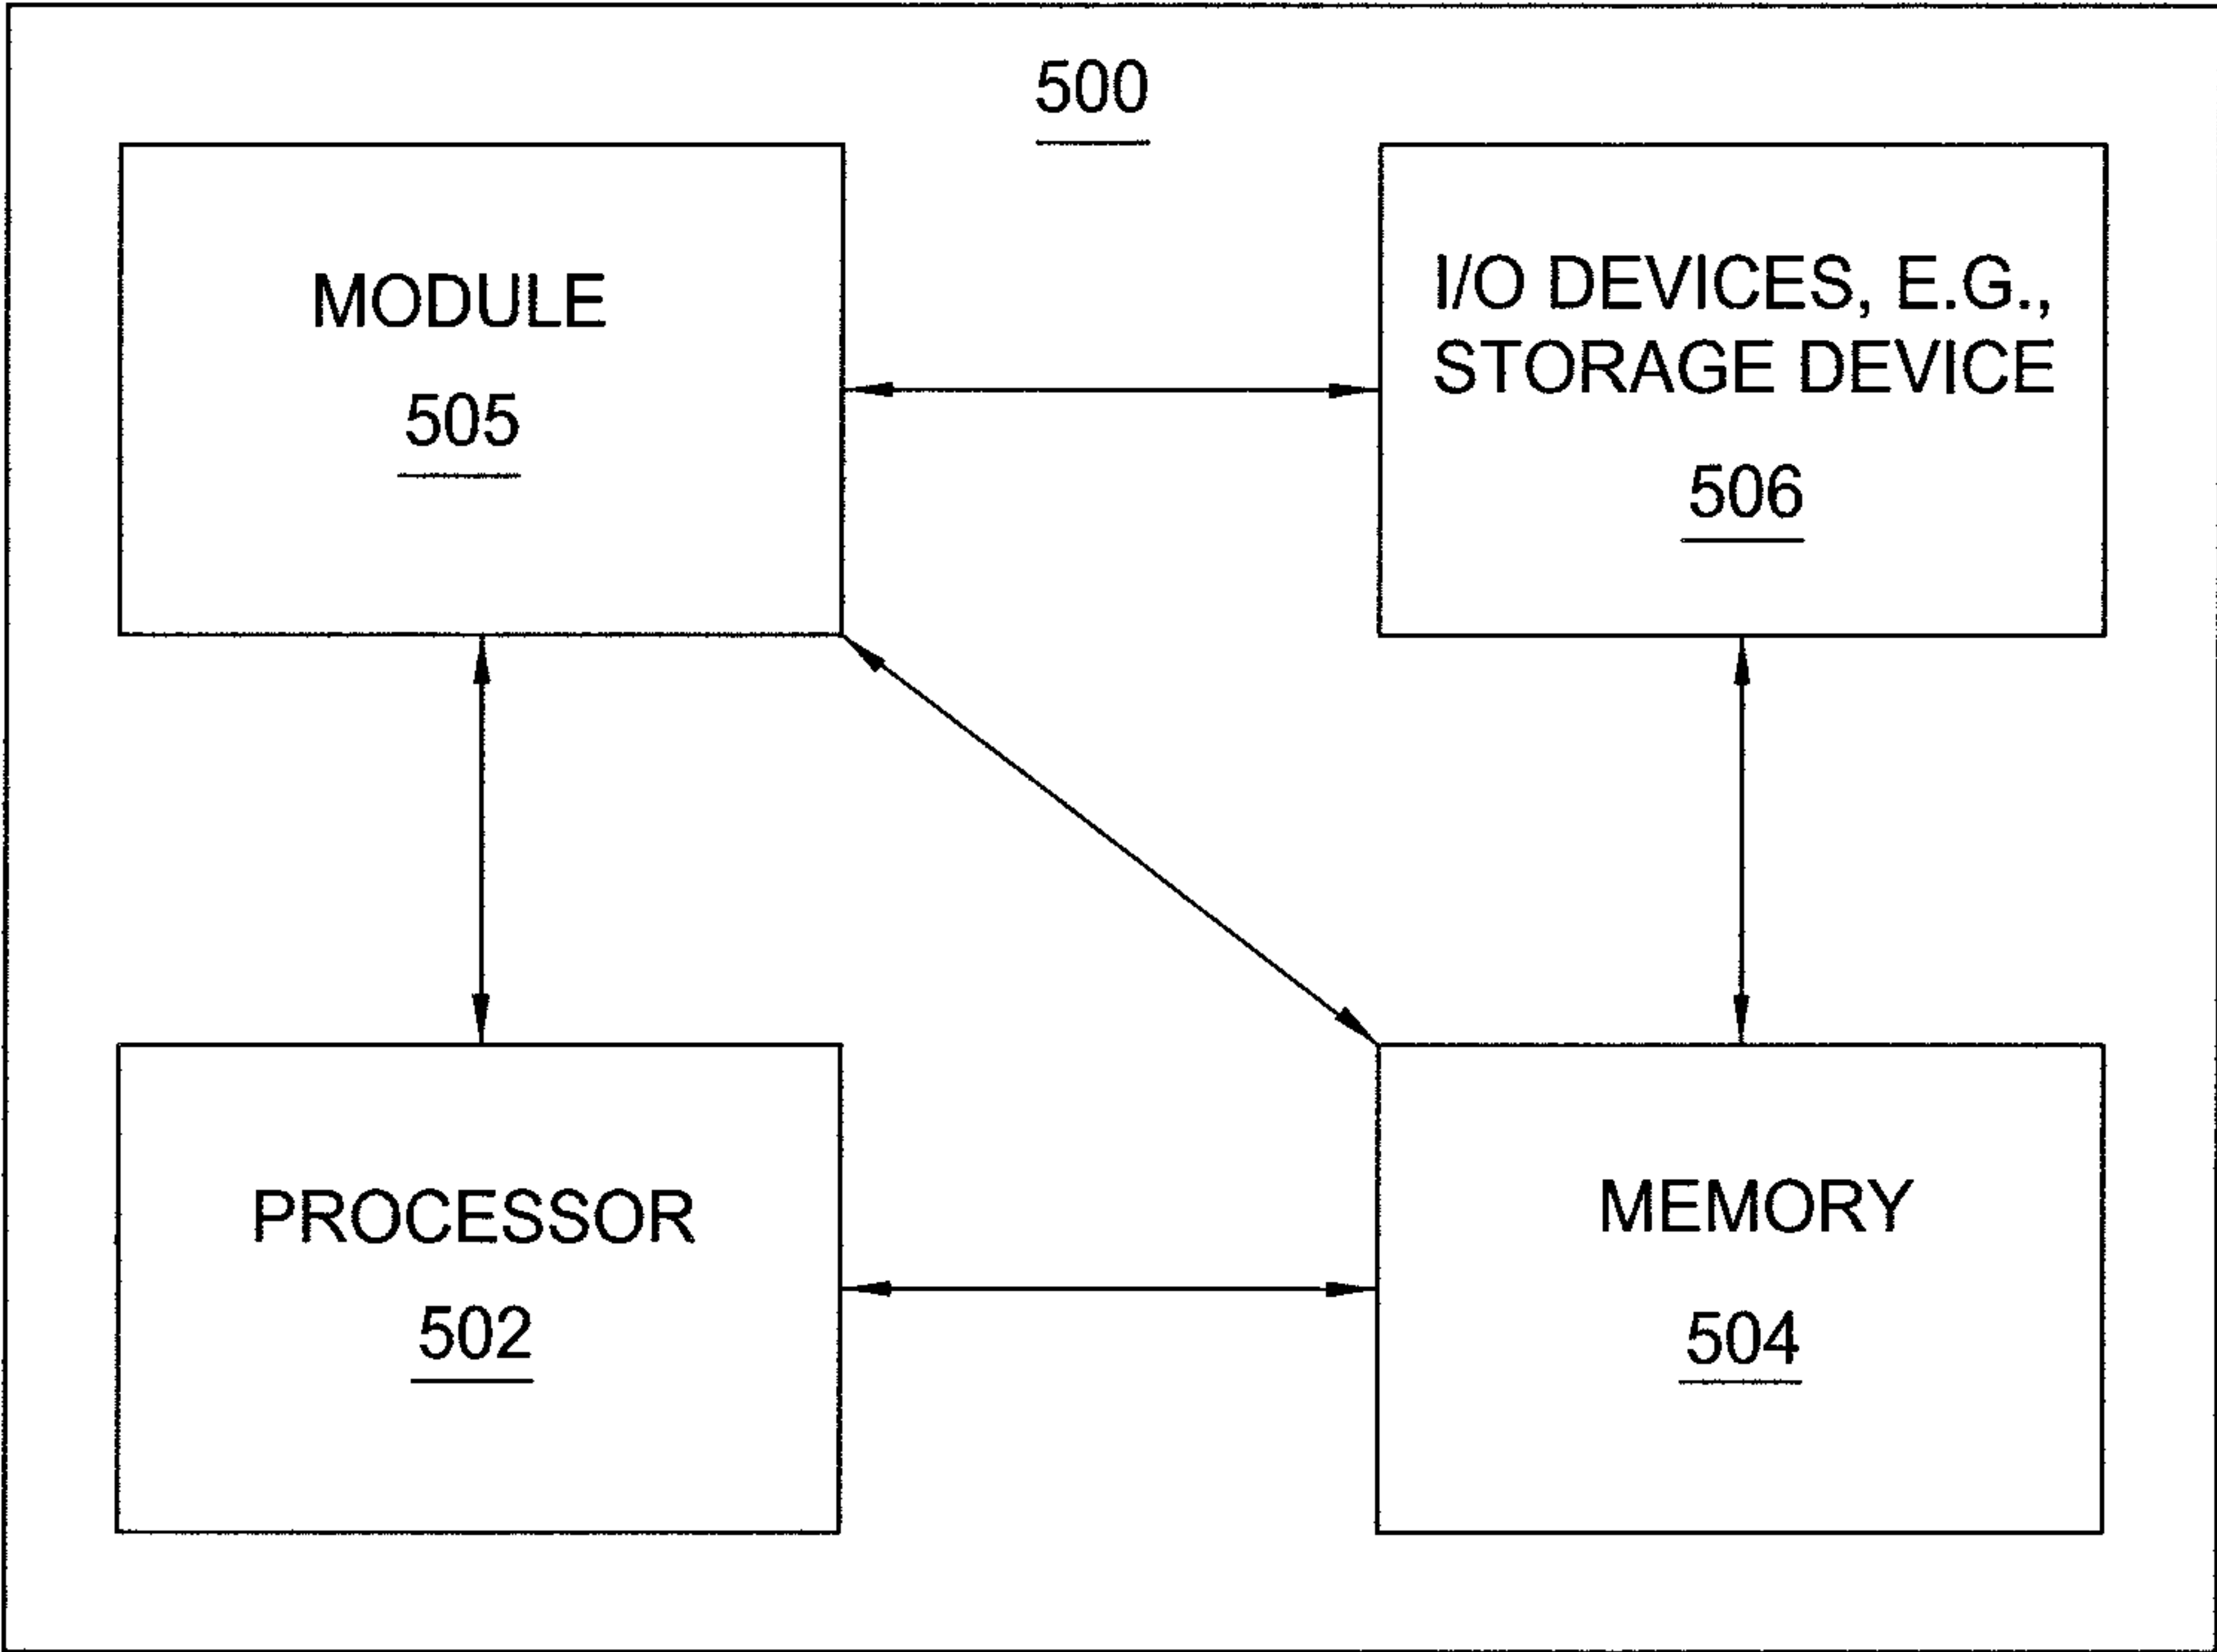 500
MODULE
505
I/O DEVICES, E.G.,
STORAGE DEVICE
506
PROCESSOR
502
MEMORY
504